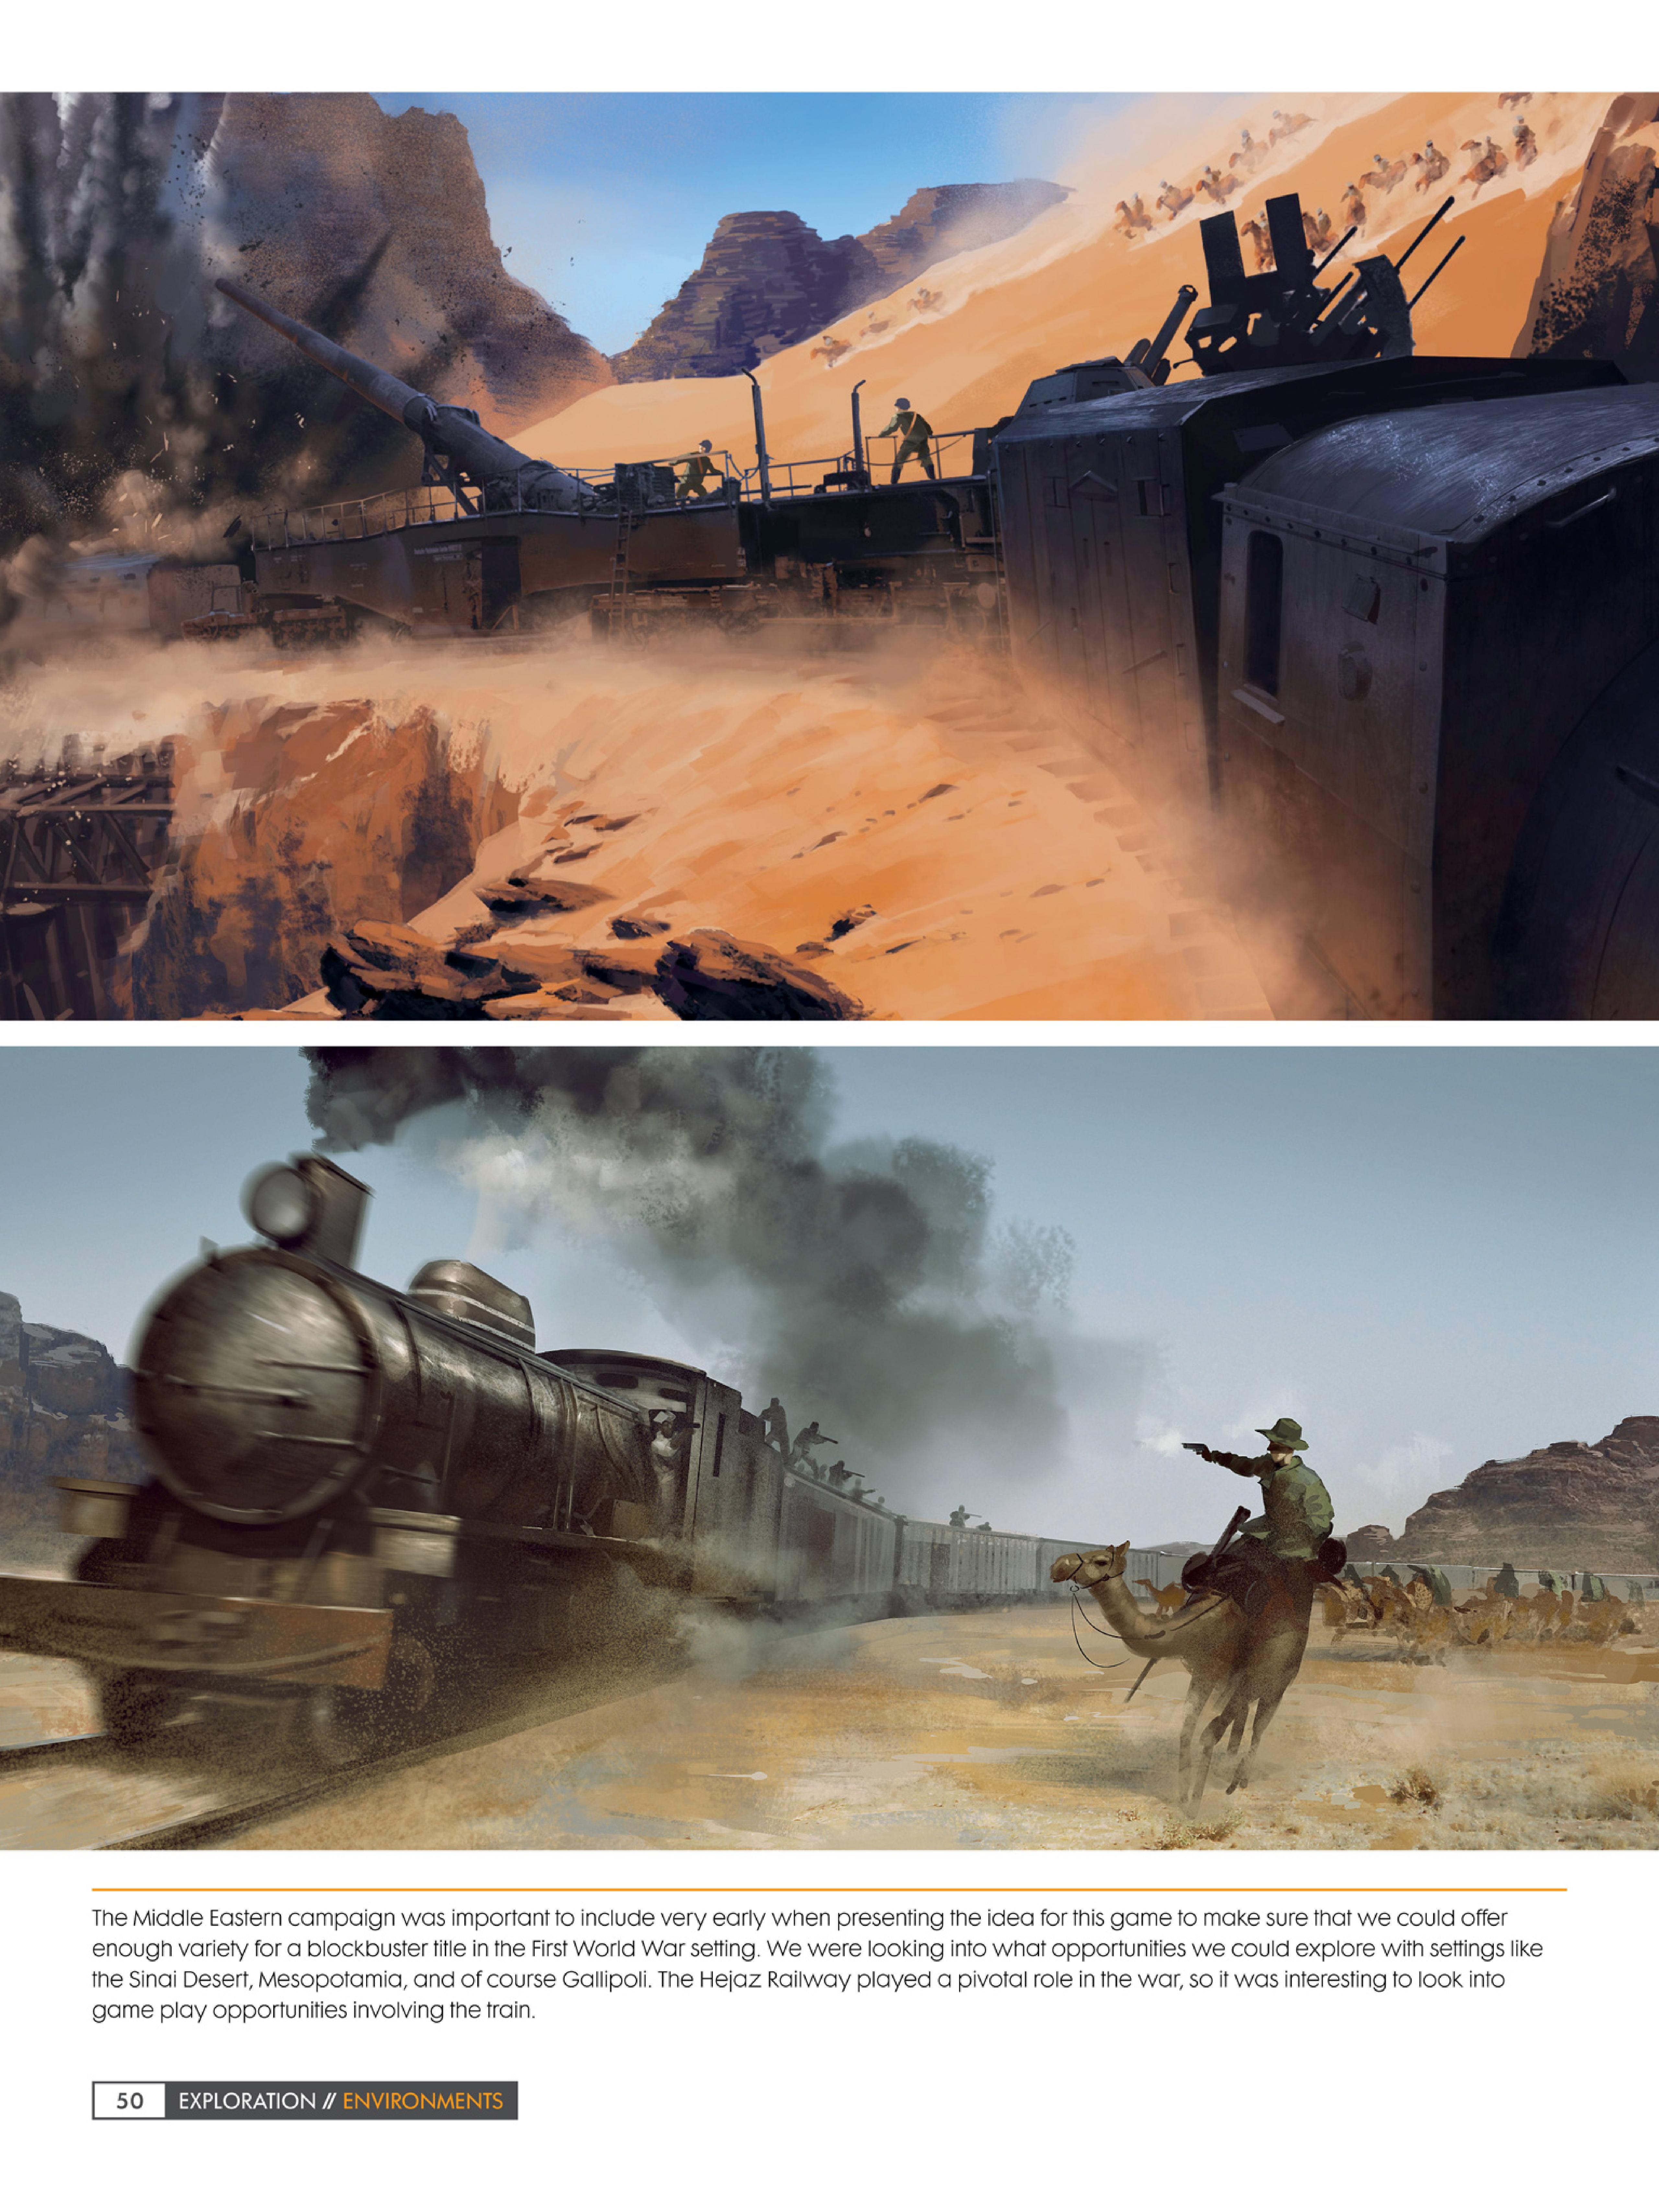 The Middle Eastern campaign was important to include very early when presenting the idea for this game to make sure that we could offer
enough variety for a blockbuster title in the First World War setting. We were looking into what opportunities we could explore with settings like
the Sinai Desert, Mesopotamia, and of course Gallipoli. The Hejaz Railway played a pivotal role in the war, so it was interesting to look into
game play opportunities involving the train.
50 EXPLORATION // ENVIRONMENTS